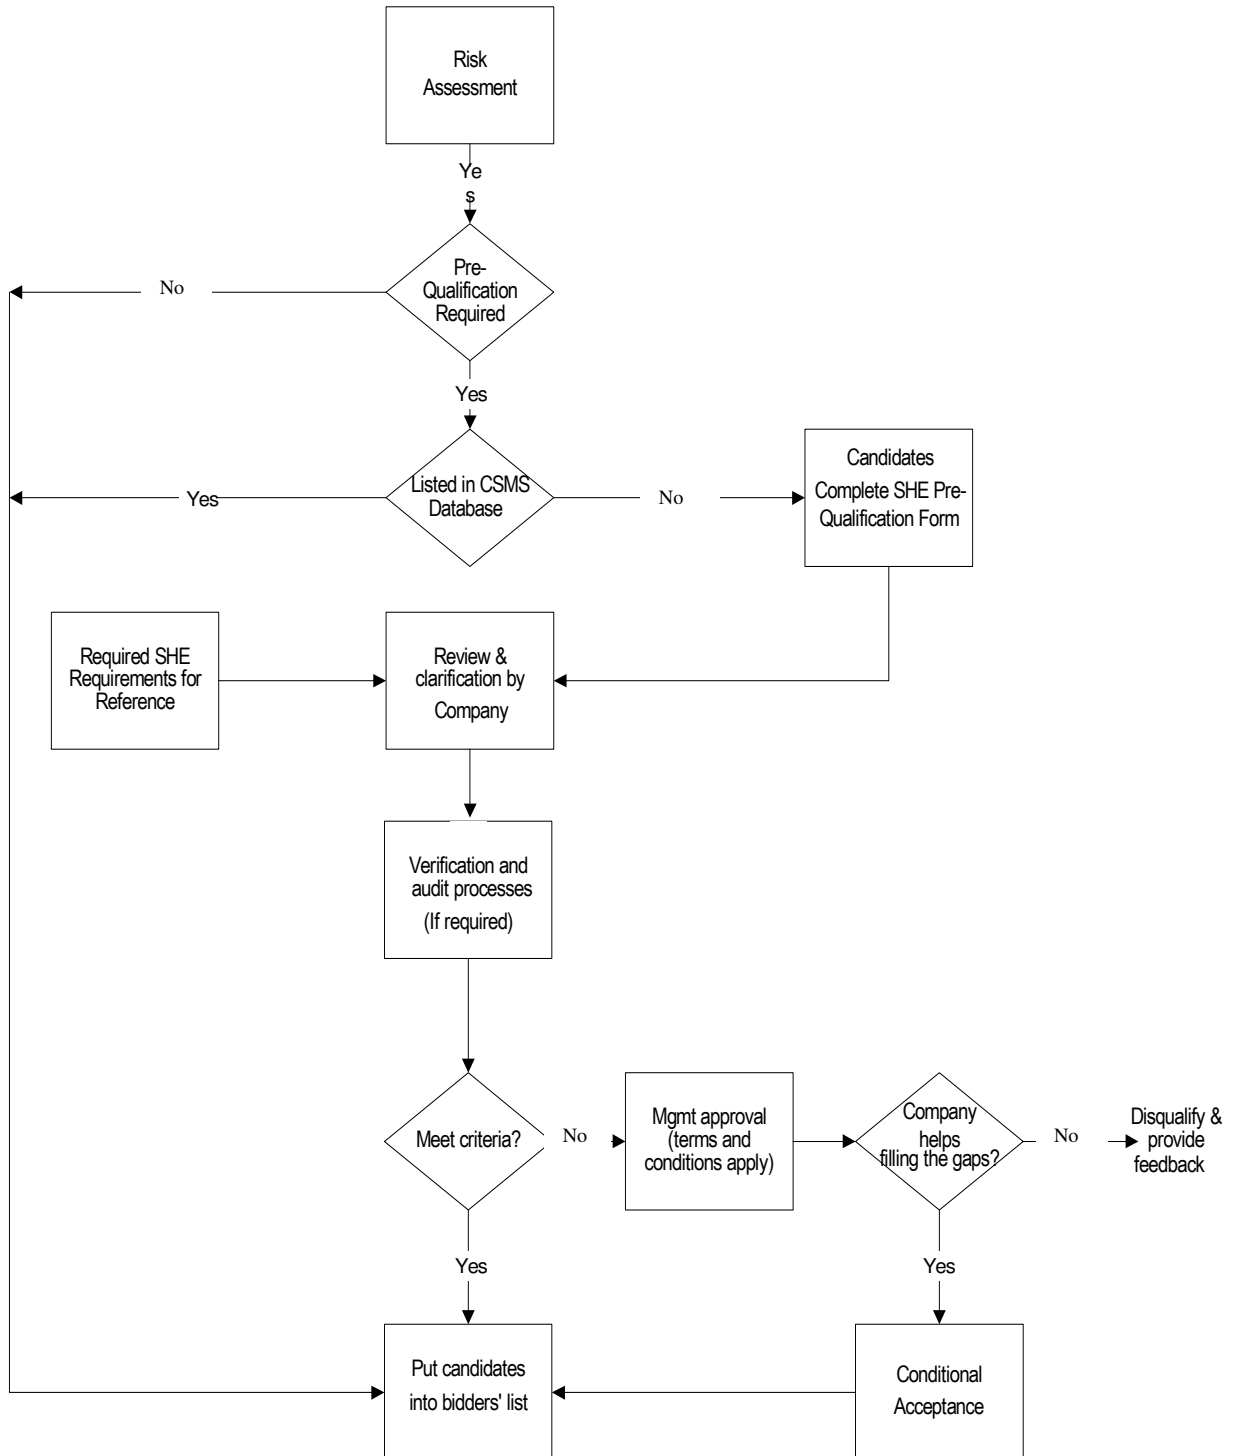 Risk
Assessment
Ye
s
Pre-
Qualification
Required
No
Yes
Listed in CSMS
Database
Yes
No
Candidates
Complete SHE Pre-
Qualification Form
Required SHE
Requirements for
Reference
Review &
clarification by
Company
Verification and
audit processes
(If required)
Meet criteria?
No
Mgmt approval
(terms and
conditions apply)
Company
helps
filling the gaps?
No
Disqualify &
provide
feedback
Yes
Yes
Put candidates
into bidders' list
Conditional
Acceptance